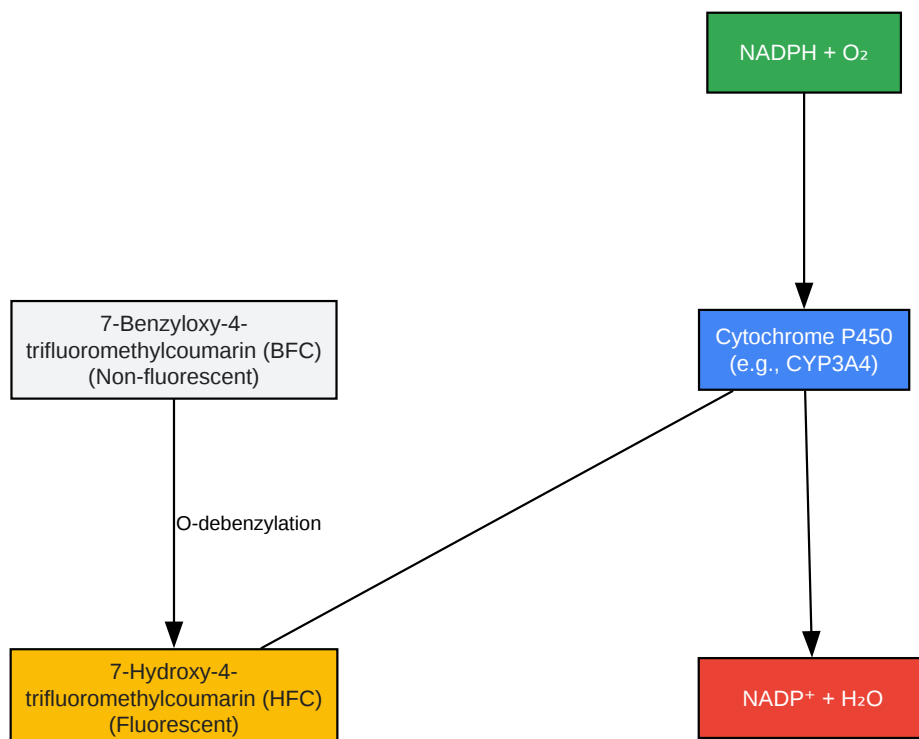 NADPH + O₂
7-Benzyloxy-4-
trifluoromethylcoumarin (BFC)
(Non-fluorescent)
Cytochrome P450
(e.g., CYP3A4)
O-debenzylation
7-Hydroxy-4-
trifluoromethylcoumarin (HFC)
(Fluorescent)
NADP⁺ + H₂O